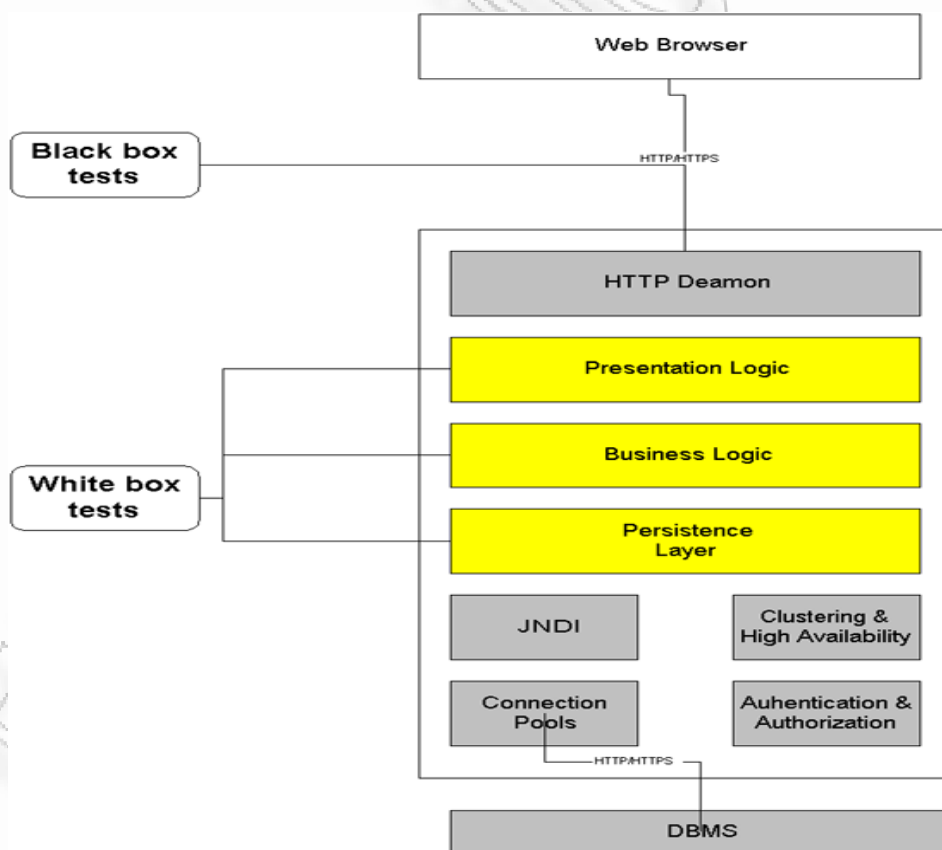 Web Browser
Black box
tests
HTTP/HTTPS
HTTP Deamon
Presentation Logic
White box
tests
Business Logic
Persistence
Layer
JNDI
Clustering &
High Availability
Connection
Pools
Auhentication &
Authorization
HTTP/HTTPS
DBMS